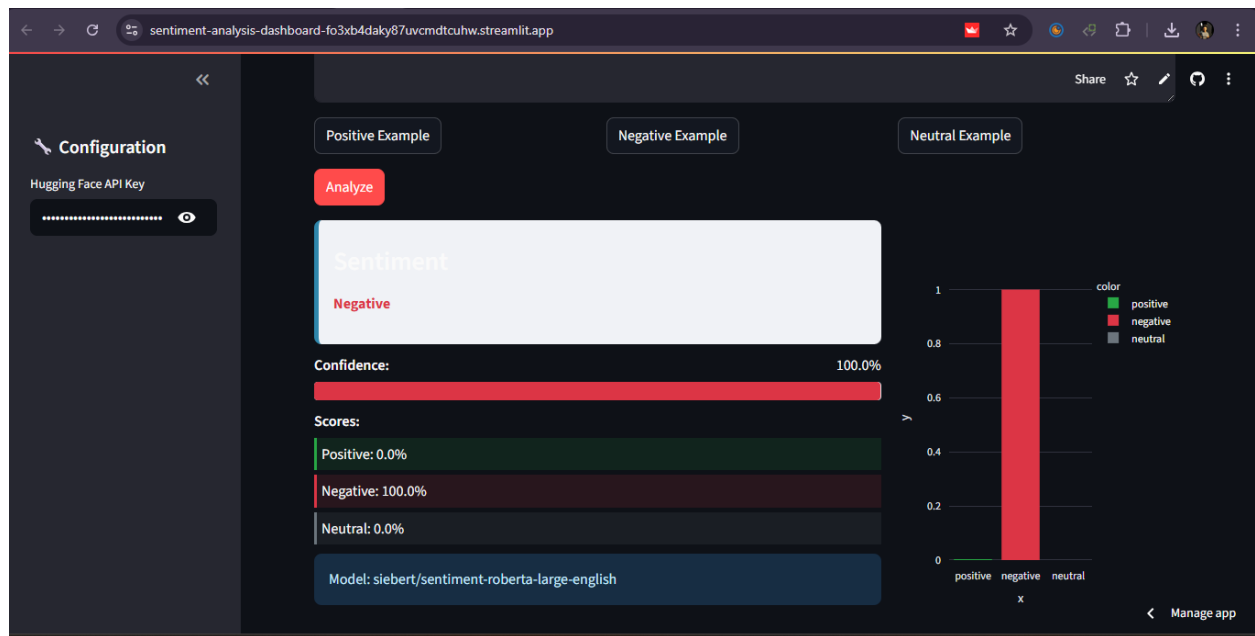 sentiment-analysis-dashboard-fo3xb4daky87uvcmdtcuhw.streamlit.app
Share
Configuration
Hugging Face API Key
Positive Example
Negative Example
Neutral Example
Analyze
Sentiment
Negative
Confidence: 100.0%
Scores:
Positive: 0.0%
Negative: 100.0%
Neutral: 0.0%
Model: siebert/sentiment-roberta-large-english
color
positive
negative
neutral
1
0.8
0.6
0.4
0.2
0
y
positive negative neutral
x
Manage app